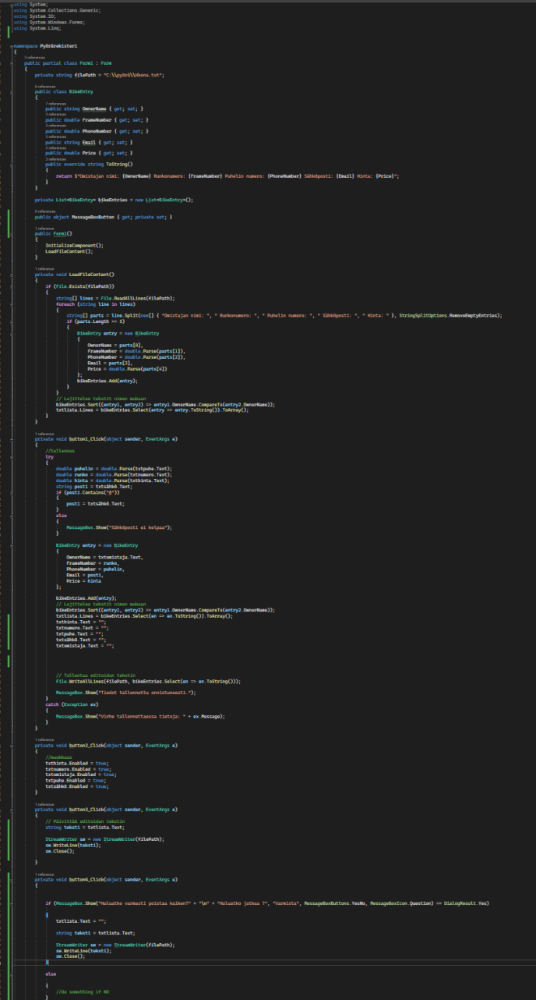 using System;
using System.Collections.Generic;
using System.IO;
using System.Windows.Forms;
using System.Linq;
namespace Pyörärekisteri
{
3 references
public partial class Form1 : Form
{
private string filePath = "C:\\pyörä\\Akona.txt";
6 references
public class BikeEntry
{
7 references
public string OwnerName { get; set; }
3 references
public double FrameNumber { get; set; }
3 references
public double PhoneNumber { get; set; }
3 references
public string Email { get; set; }
3 references
public double Price { get; set; }
3 references
public override string ToString()
{
return $"Omistajan nimi: {OwnerName} Runkonumero: {FrameNumber} Puhelin numero: {PhoneNumber} Sähköposti: {Email} Hinta: {Price}";
}
}
private List<BikeEntry> bikeEntries = new List<BikeEntry>();
0 references
public object MessageBoxButton { get; private set; }
1 reference
public Form1()
{
InitializeComponent();
LoadFileContent();
}
1 reference
private void LoadFileContent()
{
if (File.Exists(filePath))
{
string[] lines = File.ReadAllLines(filePath);
foreach (string line in lines)
{
string[] parts = line.Split(new[] { "Omistajan nimi: ", " Runkonumero: ", " Puhelin numero: ", " Sähköposti: ", " Hinta: " }, StringSplitOptions.RemoveEmptyEntries);
if (parts.Length == 5)
{
BikeEntry entry = new BikeEntry
{
OwnerName = parts[0],
FrameNumber = double.Parse(parts[1]),
PhoneNumber = double.Parse(parts[2]),
Email = parts[3],
Price = double.Parse(parts[4])
};
bikeEntries.Add(entry);
}
}
// Lajittelee tekstit nimen mukaan
bikeEntries.Sort((entry1, entry2) => entry1.OwnerName.CompareTo(entry2.OwnerName));
txtlista.Lines = bikeEntries.Select(entry => entry.ToString()).ToArray();
}
}
1 reference
private void button1_Click(object sender, EventArgs e)
{
//tallennus
try
{
double puhelin = double.Parse(txtpuhe.Text);
double runko = double.Parse(txtnumero.Text);
double hinta = double.Parse(txthinta.Text);
string posti = txtsähkö.Text;
if (posti.Contains("@"))
{
posti = txtsähkö.Text;
}
else
{
MessageBox.Show("Sähköposti ei kelpaa");
}
BikeEntry entry = new BikeEntry
{
OwnerName = txtomistaja.Text,
FrameNumber = runko,
PhoneNumber = puhelin,
Email = posti,
Price = hinta
};
bikeEntries.Add(entry);
// Lajittelee tekstit nimen mukaan
bikeEntries.Sort((entry1, entry2) => entry1.OwnerName.CompareTo(entry2.OwnerName));
txtlista.Lines = bikeEntries.Select(en => en.ToString()).ToArray();
txthinta.Text = "";
txtnumero.Text = "";
txtpuhe.Text = "";
txtsähkö.Text = "";
txtomistaja.Text = "";
// Tallentaa editoidun tekstin
File.WriteAllLines(filePath, bikeEntries.Select(en => en.ToString()));
MessageBox.Show("Tiedot tallennettu onnistuneesti.");
}
catch (Exception ex)
{
MessageBox.Show("Virhe tallennettaessa tietoja: " + ex.Message);
}
}
1 reference
private void button2_Click(object sender, EventArgs e)
{
//muokkaus
txthinta.Enabled = true;
txtnumero.Enabled = true;
txtomistaja.Enabled = true;
txtpuhe.Enabled = true;
txtsähkö.Enabled = true;
}
1 reference
private void button3_Click(object sender, EventArgs e)
{
// Päivittää editoidun tekstin
string teksti = txtlista.Text;
StreamWriter sw = new StreamWriter(filePath);
sw.WriteLine(teksti);
sw.Close();
}
1 reference
private void button4_Click(object sender, EventArgs e)
{
if (MessageBox.Show("Haluatko varmasti poistaa kaiken?" + "\n" + "Haluatko jatkaa ?", "Varmista", MessageBoxButtons.YesNo, MessageBoxIcon.Question) == DialogResult.Yes)
{
txtlista.Text = "";
string teksti = txtlista.Text;
StreamWriter sw = new StreamWriter(filePath);
sw.WriteLine(teksti);
sw.Close();
}
else
{
//do something if NO
}